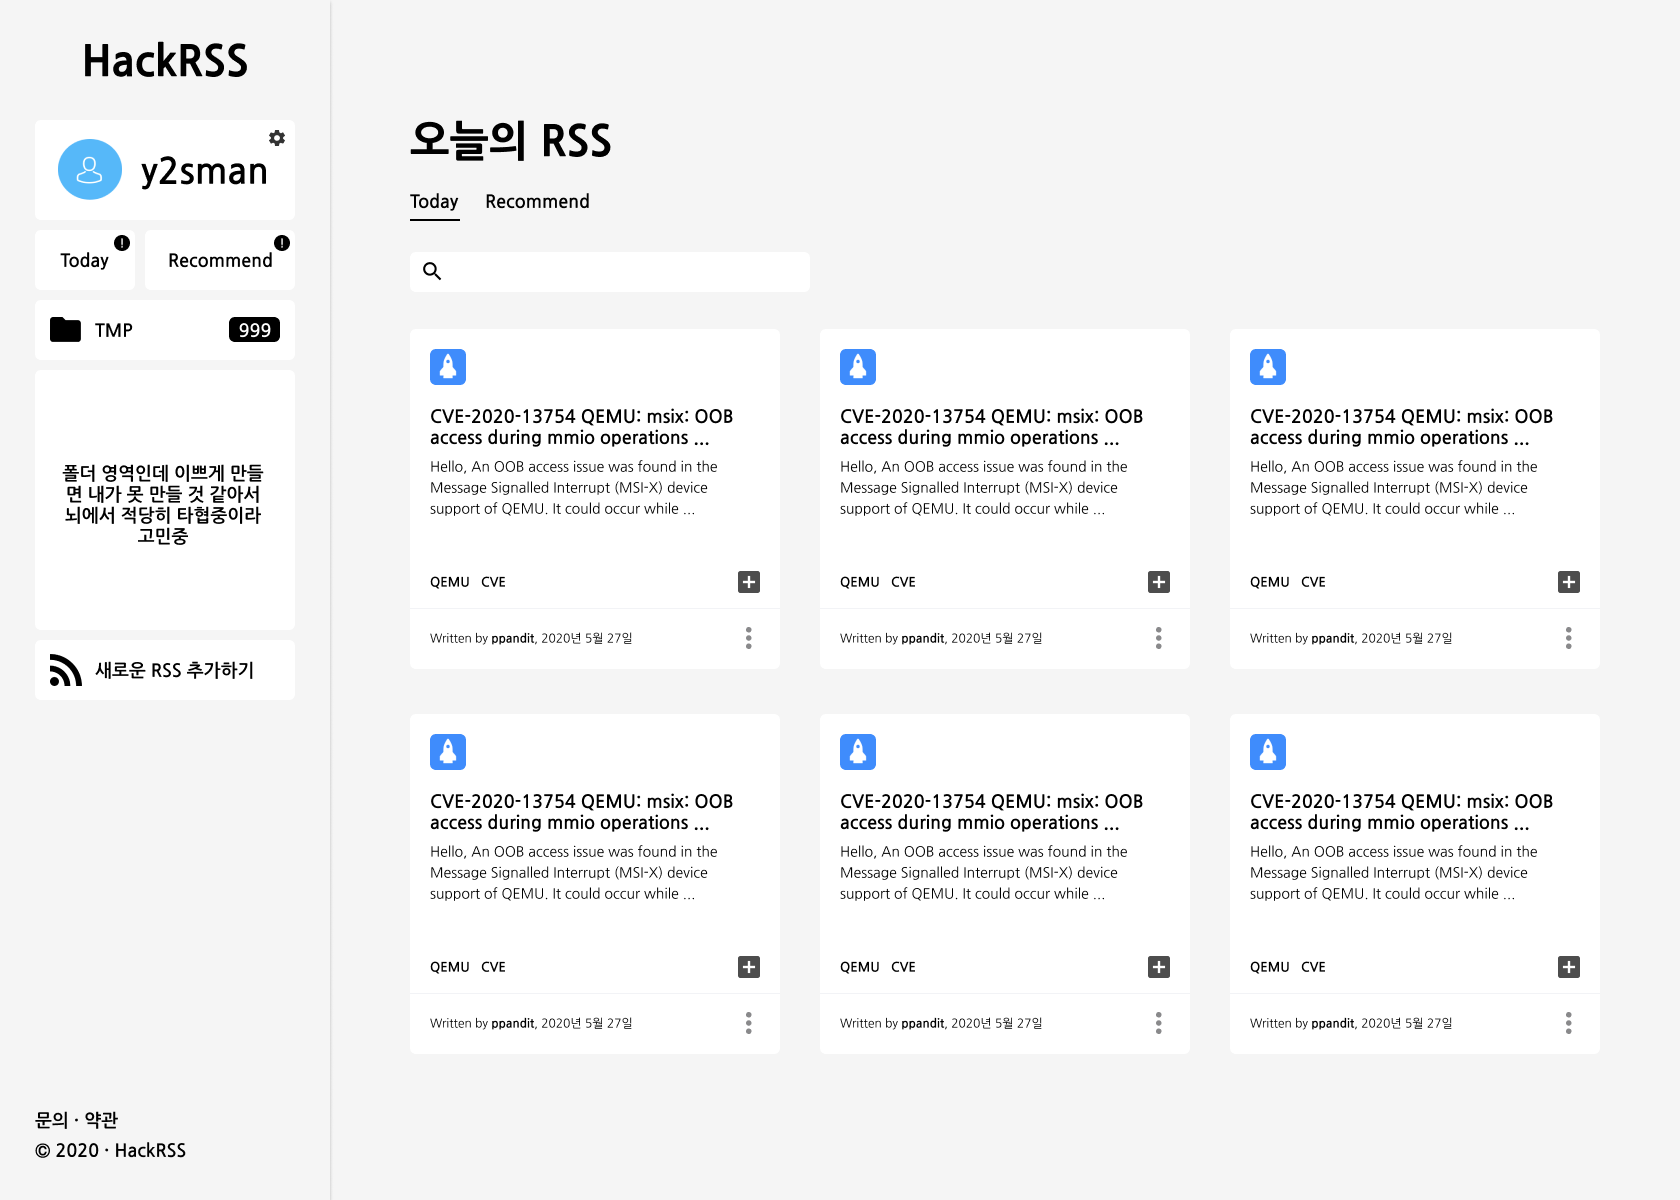 HackRSS
y2sman
Today
Recommend
TMP
999
폴더 영역인데 이쁘게 만들
면 내가 못 만들 것 같아서
뇌에서 적당히 타협중이라
고민중
새로운 RSS 추가하기
문의 · 약관
© 2020 · HackRSS
오늘의 RSS
Today
Recommend
CVE-2020-13754 QEMU: msix: OOB
access during mmio operations ...
Hello, An OOB access issue was found in the
Message Signalled Interrupt (MSI-X) device
support of QEMU. It could occur while ...
QEMU CVE
Written by ppandit, 2020년 5월 27일
CVE-2020-13754 QEMU: msix: OOB
access during mmio operations ...
Hello, An OOB access issue was found in the
Message Signalled Interrupt (MSI-X) device
support of QEMU. It could occur while ...
QEMU CVE
Written by ppandit, 2020년 5월 27일
CVE-2020-13754 QEMU: msix: OOB
access during mmio operations ...
Hello, An OOB access issue was found in the
Message Signalled Interrupt (MSI-X) device
support of QEMU. It could occur while ...
QEMU CVE
Written by ppandit, 2020년 5월 27일
CVE-2020-13754 QEMU: msix: OOB
access during mmio operations ...
Hello, An OOB access issue was found in the
Message Signalled Interrupt (MSI-X) device
support of QEMU. It could occur while ...
QEMU CVE
Written by ppandit, 2020년 5월 27일
CVE-2020-13754 QEMU: msix: OOB
access during mmio operations ...
Hello, An OOB access issue was found in the
Message Signalled Interrupt (MSI-X) device
support of QEMU. It could occur while ...
QEMU CVE
Written by ppandit, 2020년 5월 27일
CVE-2020-13754 QEMU: msix: OOB
access during mmio operations ...
Hello, An OOB access issue was found in the
Message Signalled Interrupt (MSI-X) device
support of QEMU. It could occur while ...
QEMU CVE
Written by ppandit, 2020년 5월 27일